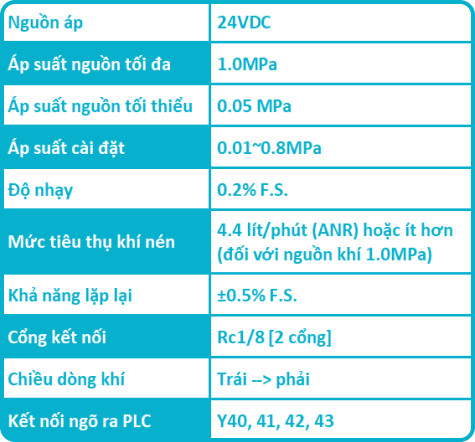 Nguồn áp 24VDC
Áp suất nguồn tối đa 1.0MPa
Áp suất nguồn tối thiểu 0.05 MPa
Áp suất cài đặt 0.01~0.8MPa
Độ nhạy 0.2% F.S.
Mức tiêu thụ khí nén 4.4 lít/phút (ANR) hoặc ít hơn
(đối với nguồn khí 1.0MPa)
Khả năng lặp lại ±0.5% F.S.
Cổng kết nối Rc1/8 [2 cổng]
Chiều dòng khí Trái --> phải
Kết nối ngõ ra PLC Y40, 41, 42, 43